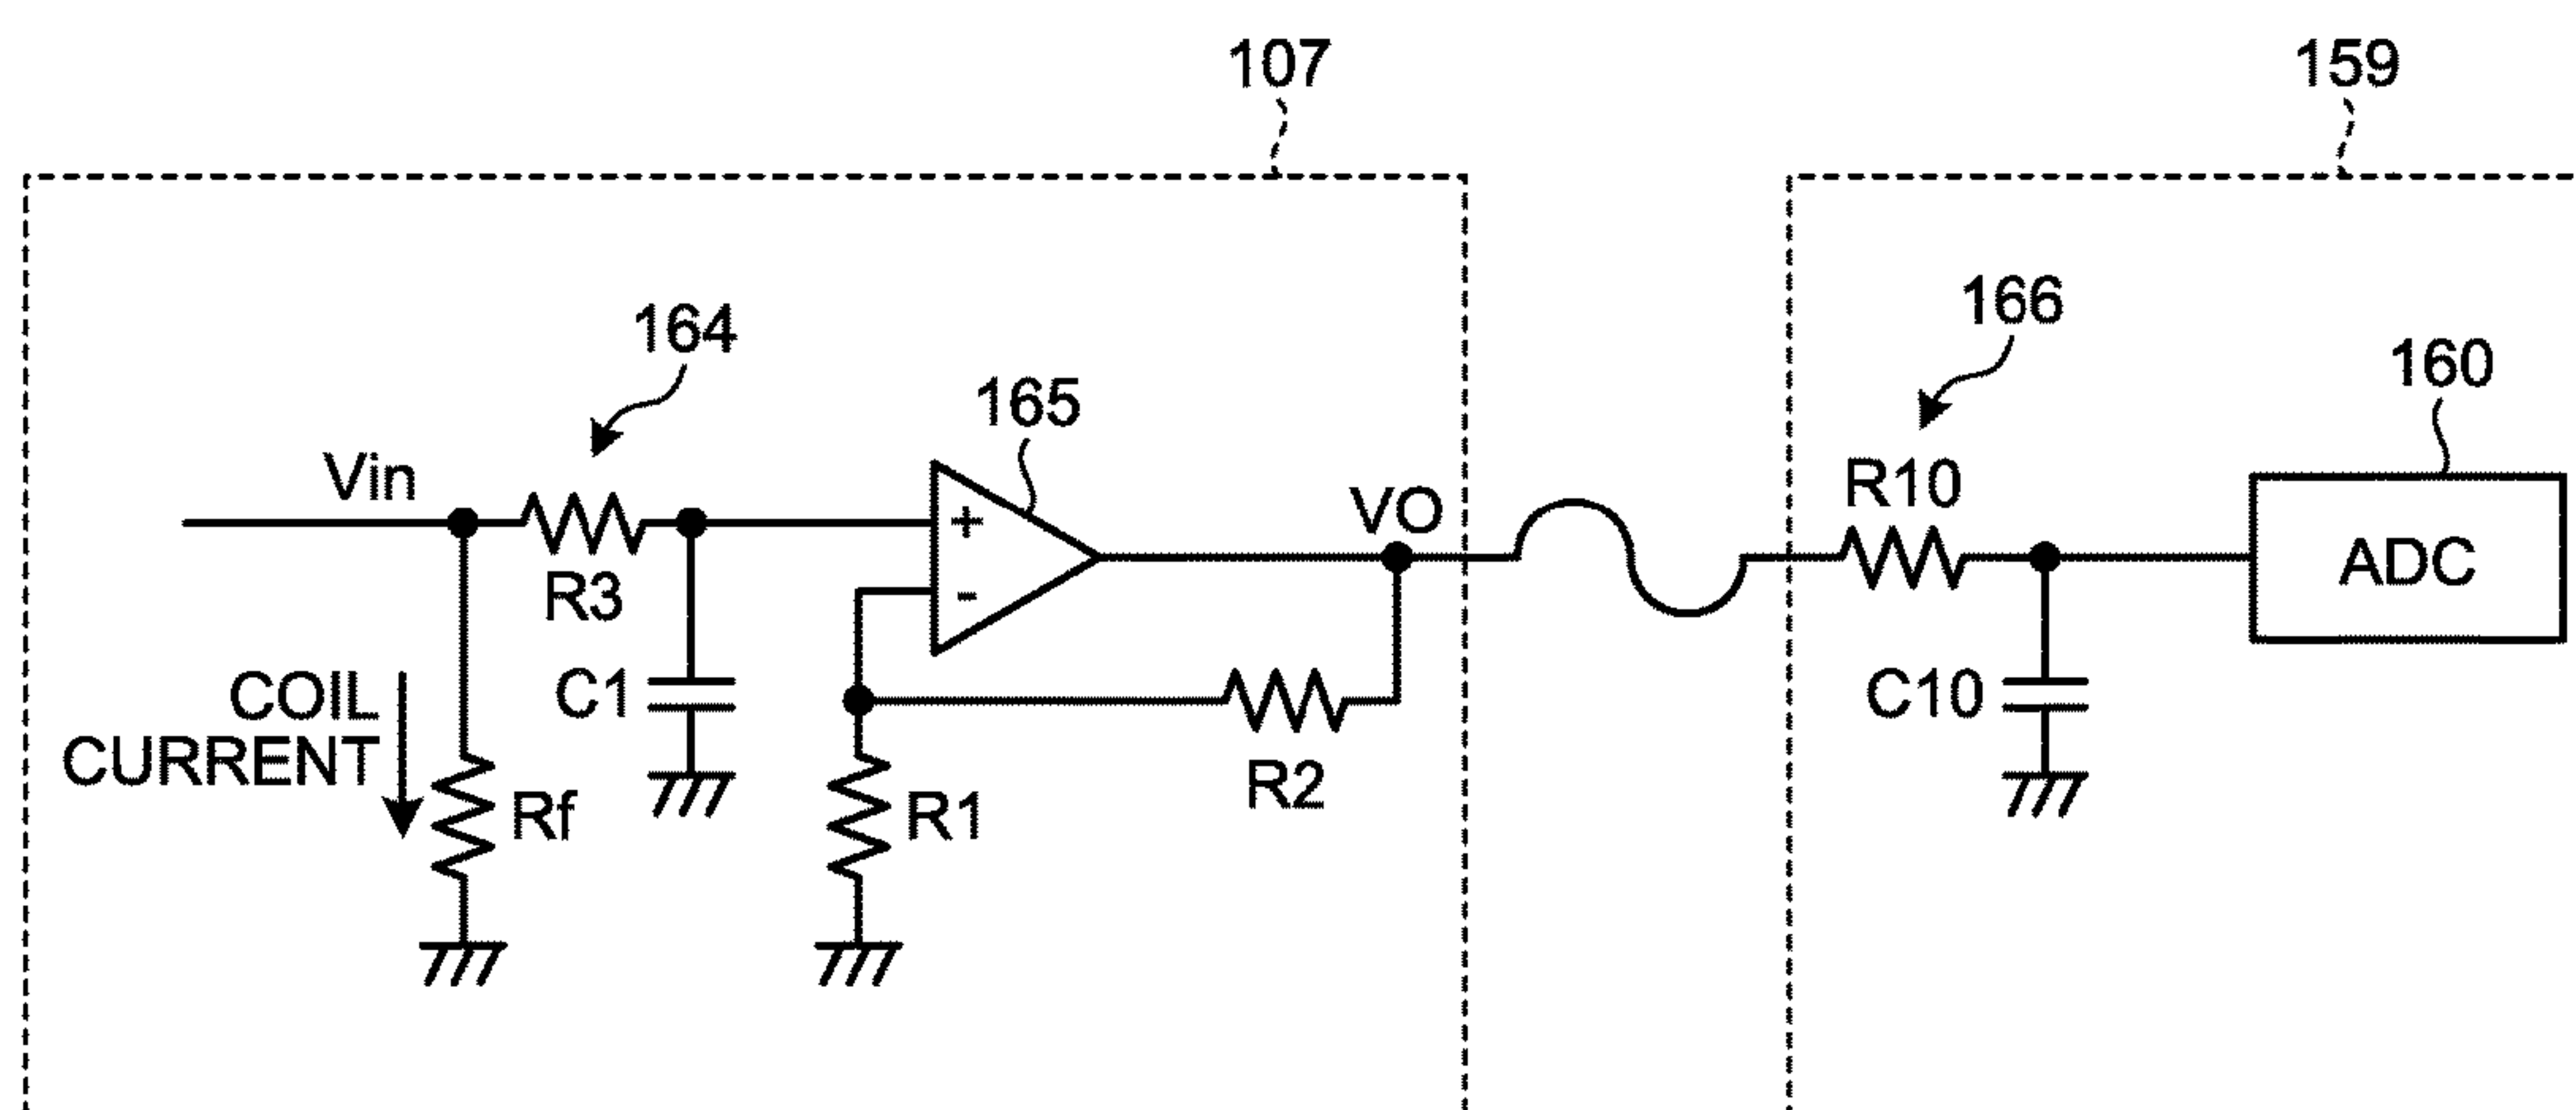 107
159
164
166
165
160
Vin
VO
R10
+
ADC
R3
-
COIL
CURRENT
C1
C10
R2
Rf
R1